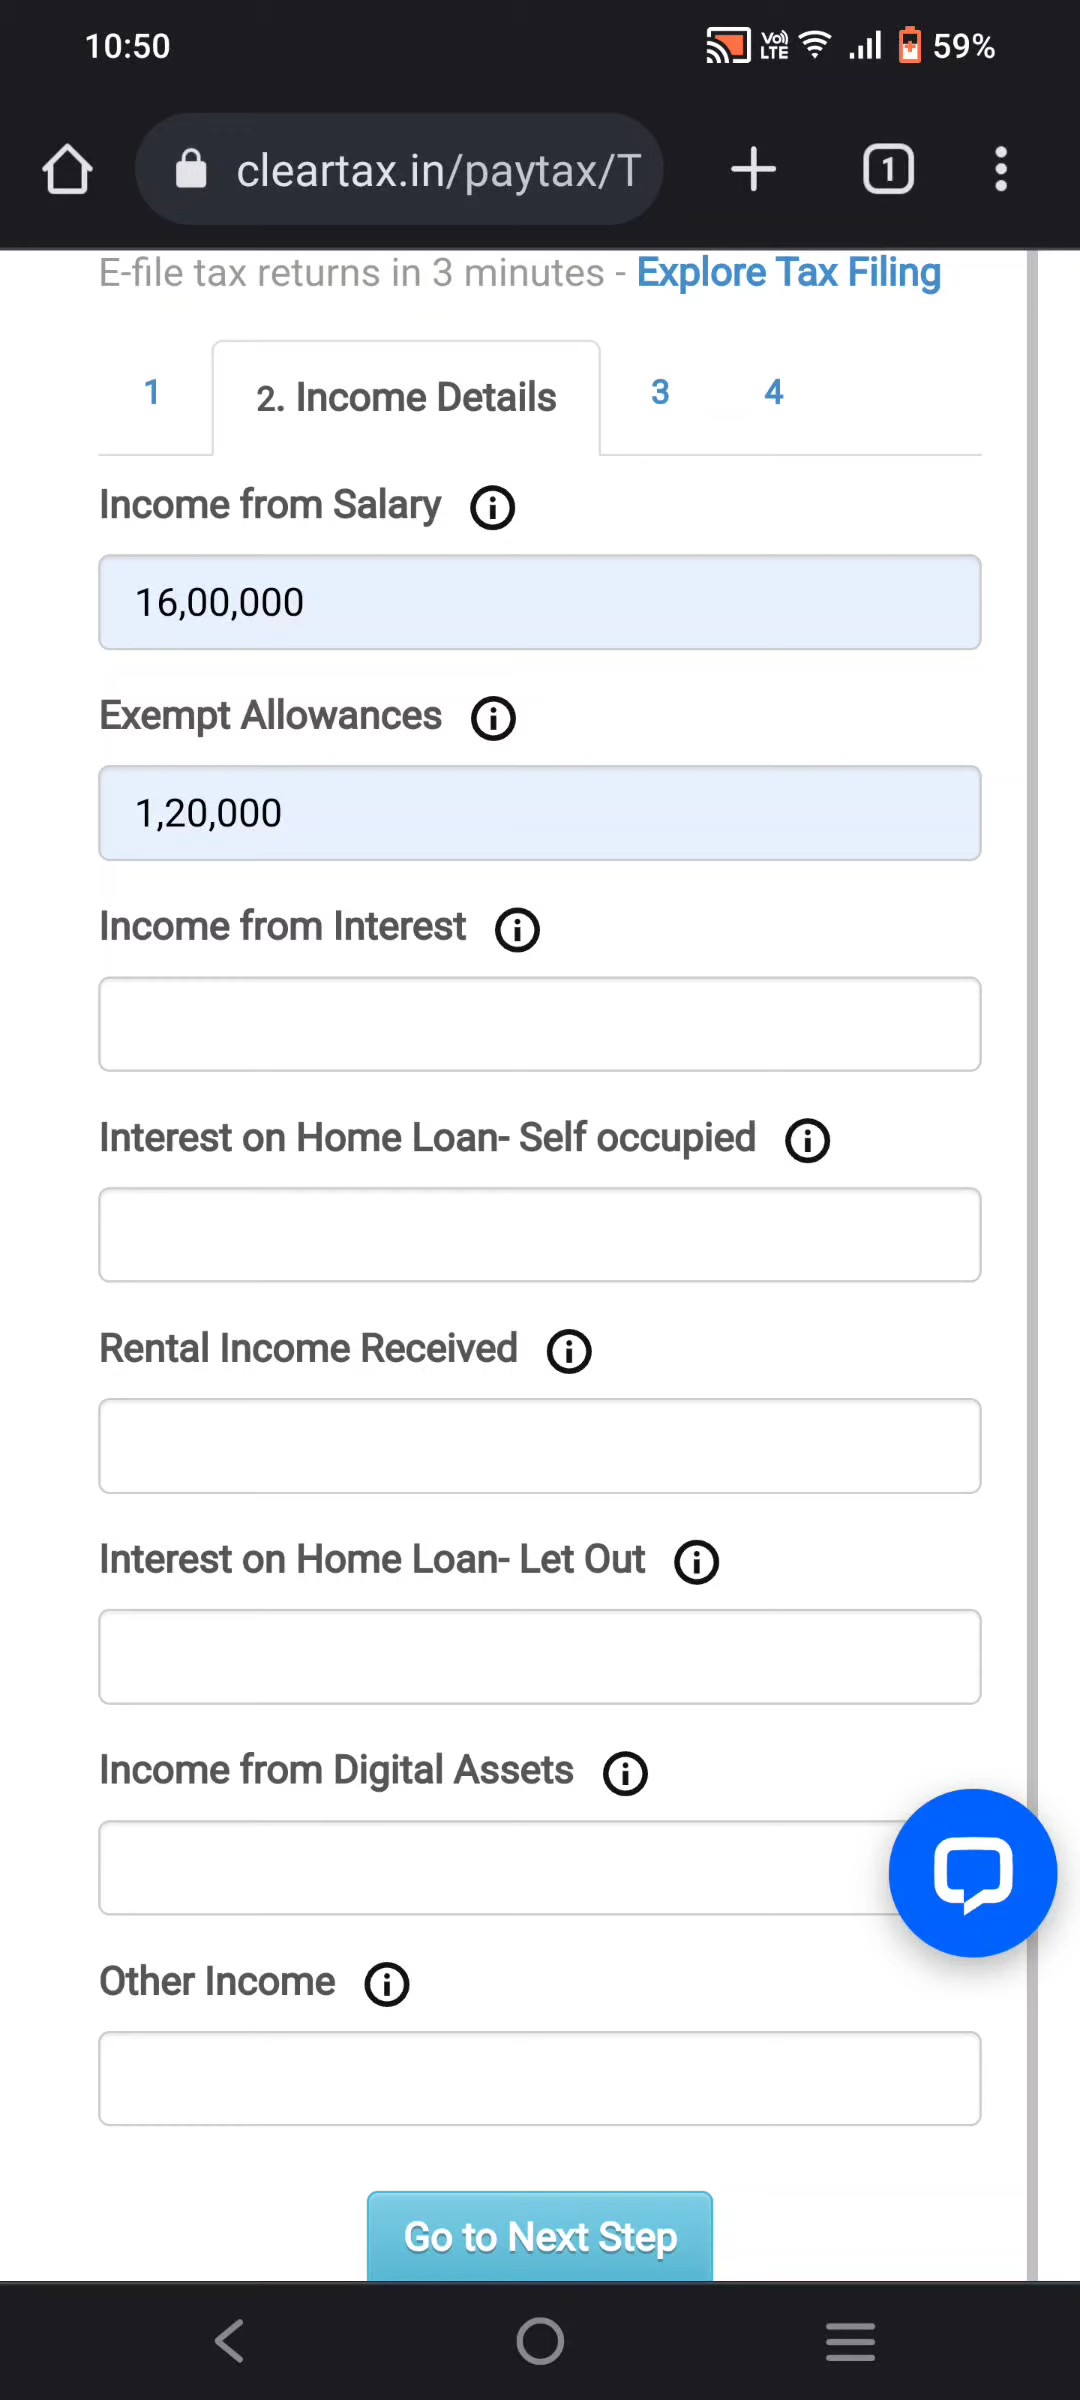 10:50
Vo)) LTE
59%
cleartax.in/paytax/T
1
E-file tax returns in 3 minutes - Explore Tax Filing
1
2. Income Details
3
4
Income from Salary
16,00,000
Exempt Allowances
1,20,000
Income from Interest
Interest on Home Loan- Self occupied
Rental Income Received
Interest on Home Loan- Let Out
Income from Digital Assets
Other Income
Go to Next Step